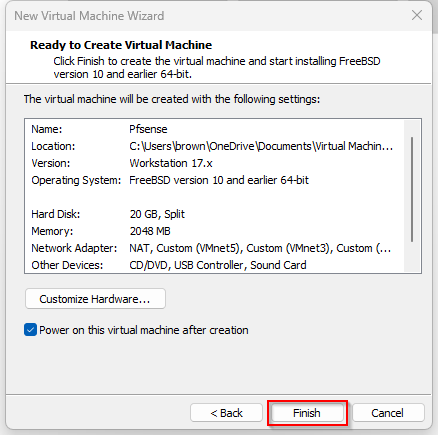 New Virtual Machine Wizard
Ready to Create Virtual Machine
Click Finish to create the virtual machine and start installing FreeBSD
version 10 and earlier 64-bit.
The virtual machine will be created with the following settings:
Name: Pfsense
Location: C:\Users\brown\OneDrive\Documents\Virtual Machin...
Version: Workstation 17.x
Operating System: FreeBSD version 10 and earlier 64-bit
Hard Disk: 20 GB, Split
Memory: 2048 MB
Network Adapter: NAT, Custom (VMnet5), Custom (VMnet3), Custom (...
Other Devices: CD/DVD, USB Controller, Sound Card
Customize Hardware...
Power on this virtual machine after creation
< Back Finish Cancel